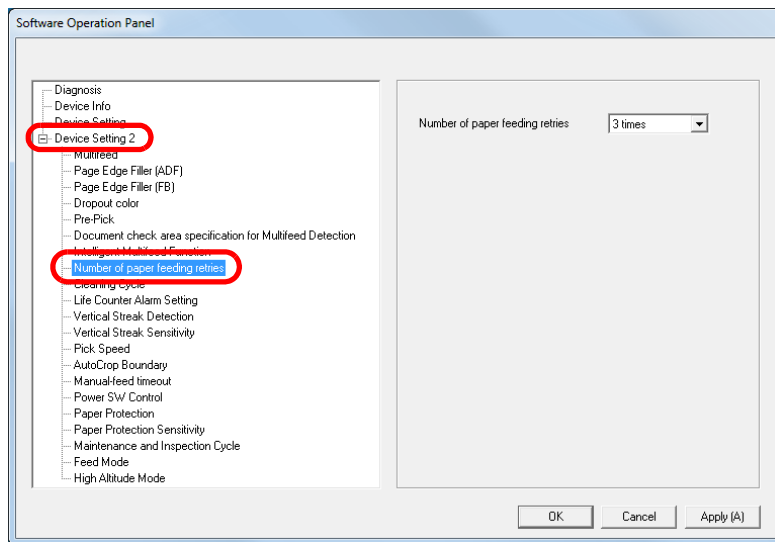 Software Operation Panel
Diagnosis
Device Info
Device Setting
Device Setting 2
Multifeed
Page Edge Filler (ADF)
Page Edge Filler (FB)
Dropout color
Pre-Pick
Document check area specification for Multifeed Detection
Intelligent Multifeed Function
Number of paper feeding retries
Cleaning Cycle
Life Counter Alarm Setting
Vertical Streak Detection
Vertical Streak Sensitivity
Pick Speed
AutoCrop Boundary
Manual-feed timeout
Power SW Control
Paper Protection
Paper Protection Sensitivity
Maintenance and Inspection Cycle
Feed Mode
High Altitude Mode
Number of paper feeding retries 3 times
OK Cancel Apply (A)